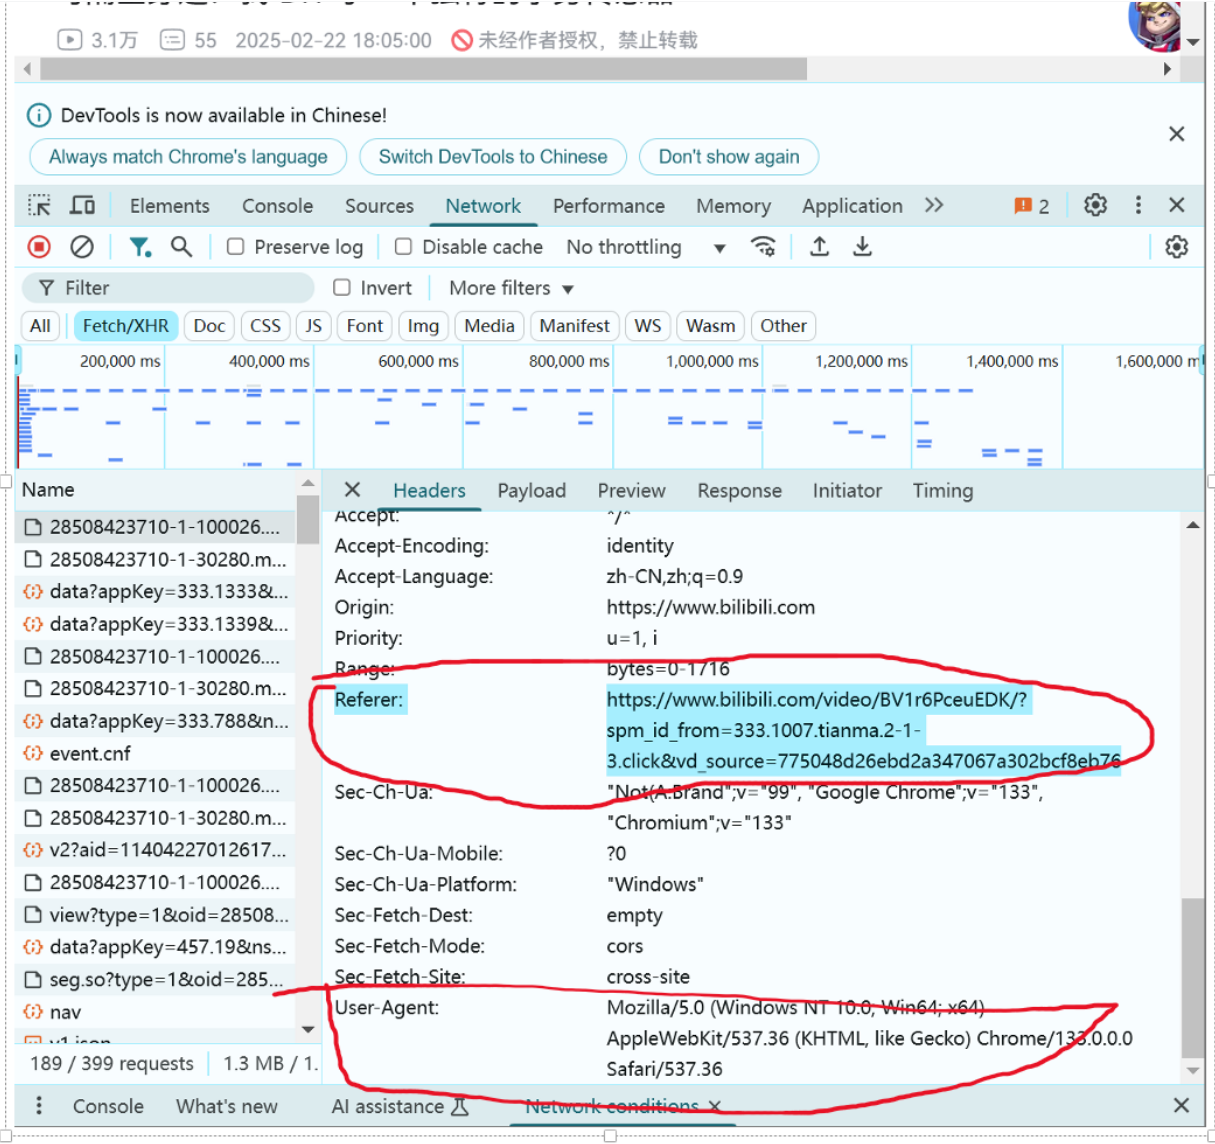 3.1万 55 2025-02-22 18:05:00 未经作者授权，禁止转载
DevTools is now available in Chinese!
Always match Chrome's language Switch DevTools to Chinese Don't show again
Elements Console Sources Network Performance Memory Application 2
Preserve log Disable cache No throttling
Filter Invert More filters
All Fetch/XHR Doc CSS JS Font Img Media Manifest WS Wasm Other
200,000 ms 400,000 ms 600,000 ms 800,000 ms 1,000,000 ms 1,200,000 ms 1,400,000 ms 1,600,000 m
Name
28508423710-1-100026....
28508423710-1-30280.m...
data?appKey=333.1333&...
data?appKey=333.1339&...
28508423710-1-100026....
28508423710-1-30280.m...
data?appKey=333.788&n...
event.cnf
28508423710-1-100026....
28508423710-1-30280.m...
v2?aid=11404227012617...
28508423710-1-100026....
view?type=1&oid=28508...
data?appKey=457.19&ns...
seg.so?type=1&oid=285...
nav
v1.json
189 / 399 requests 1.3 MB / 1.
Headers Payload Preview Response Initiator Timing
Accept: */*
Accept-Encoding: identity
Accept-Language: zh-CN,zh;q=0.9
Origin: https://www.bilibili.com
Priority: u=1, i
Range: bytes=0-1716
Referer: https://www.bilibili.com/video/BV1r6PceuEDK/?
spm_id_from=333.1007.tianma.2-1-
3.click&vd_source=775048d26ebd2a347067a302bcf8eb76
Sec-Ch-Ua: "Not(A:Brand";v="99", "Google Chrome";v="133",
"Chromium";v="133"
Sec-Ch-Ua-Mobile: ?0
Sec-Ch-Ua-Platform: "Windows"
Sec-Fetch-Dest: empty
Sec-Fetch-Mode: cors
Sec-Fetch-Site: cross-site
User-Agent: Mozilla/5.0 (Windows NT 10.0; Win64; x64)
AppleWebKit/537.36 (KHTML, like Gecko) Chrome/133.0.0.0
Safari/537.36
Console What's new AI assistance Network conditions